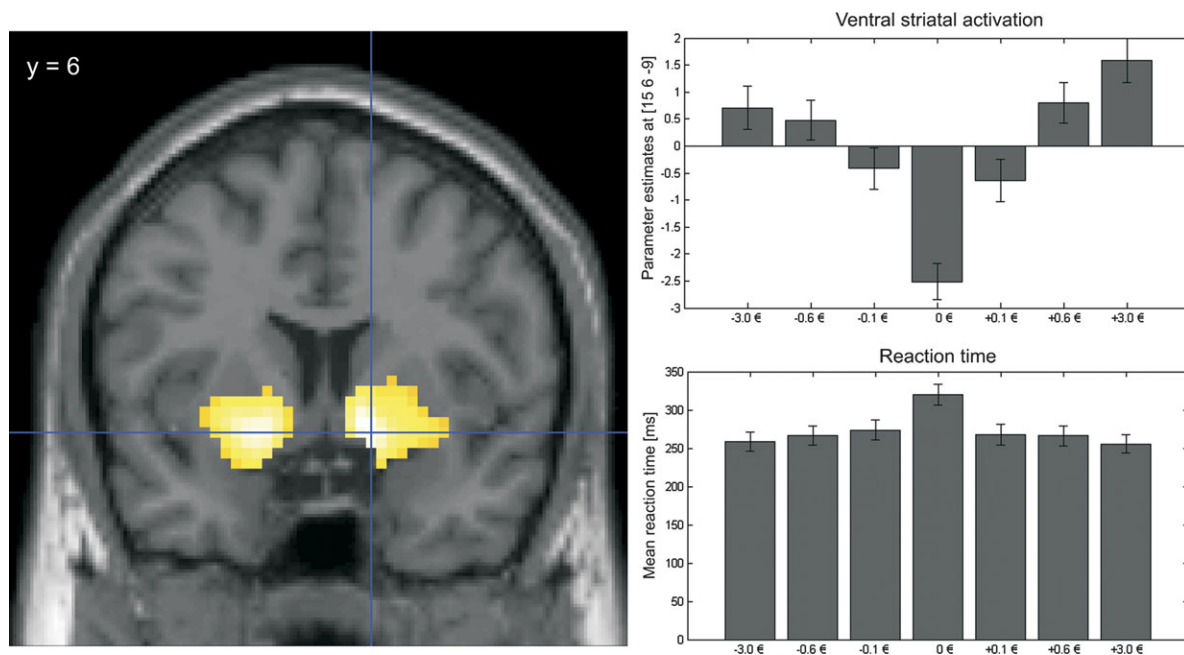 y = 6
Ventral striatal activation
Parameter estimates at [15 6 -9]
2
1.5
1
0.5
0
-0.5
-1
-1.5
-2
-2.5
-3
-3.0 € -0.6 € -0.1 € 0 € +0.1 € +0.6 € +3.0 €
Reaction time
Mean reaction time [ms]
350
300
250
200
150
100
50
0
-3.0 € -0.6 € -0.1 € 0 € +0.1 € +0.6 € +3.0 €